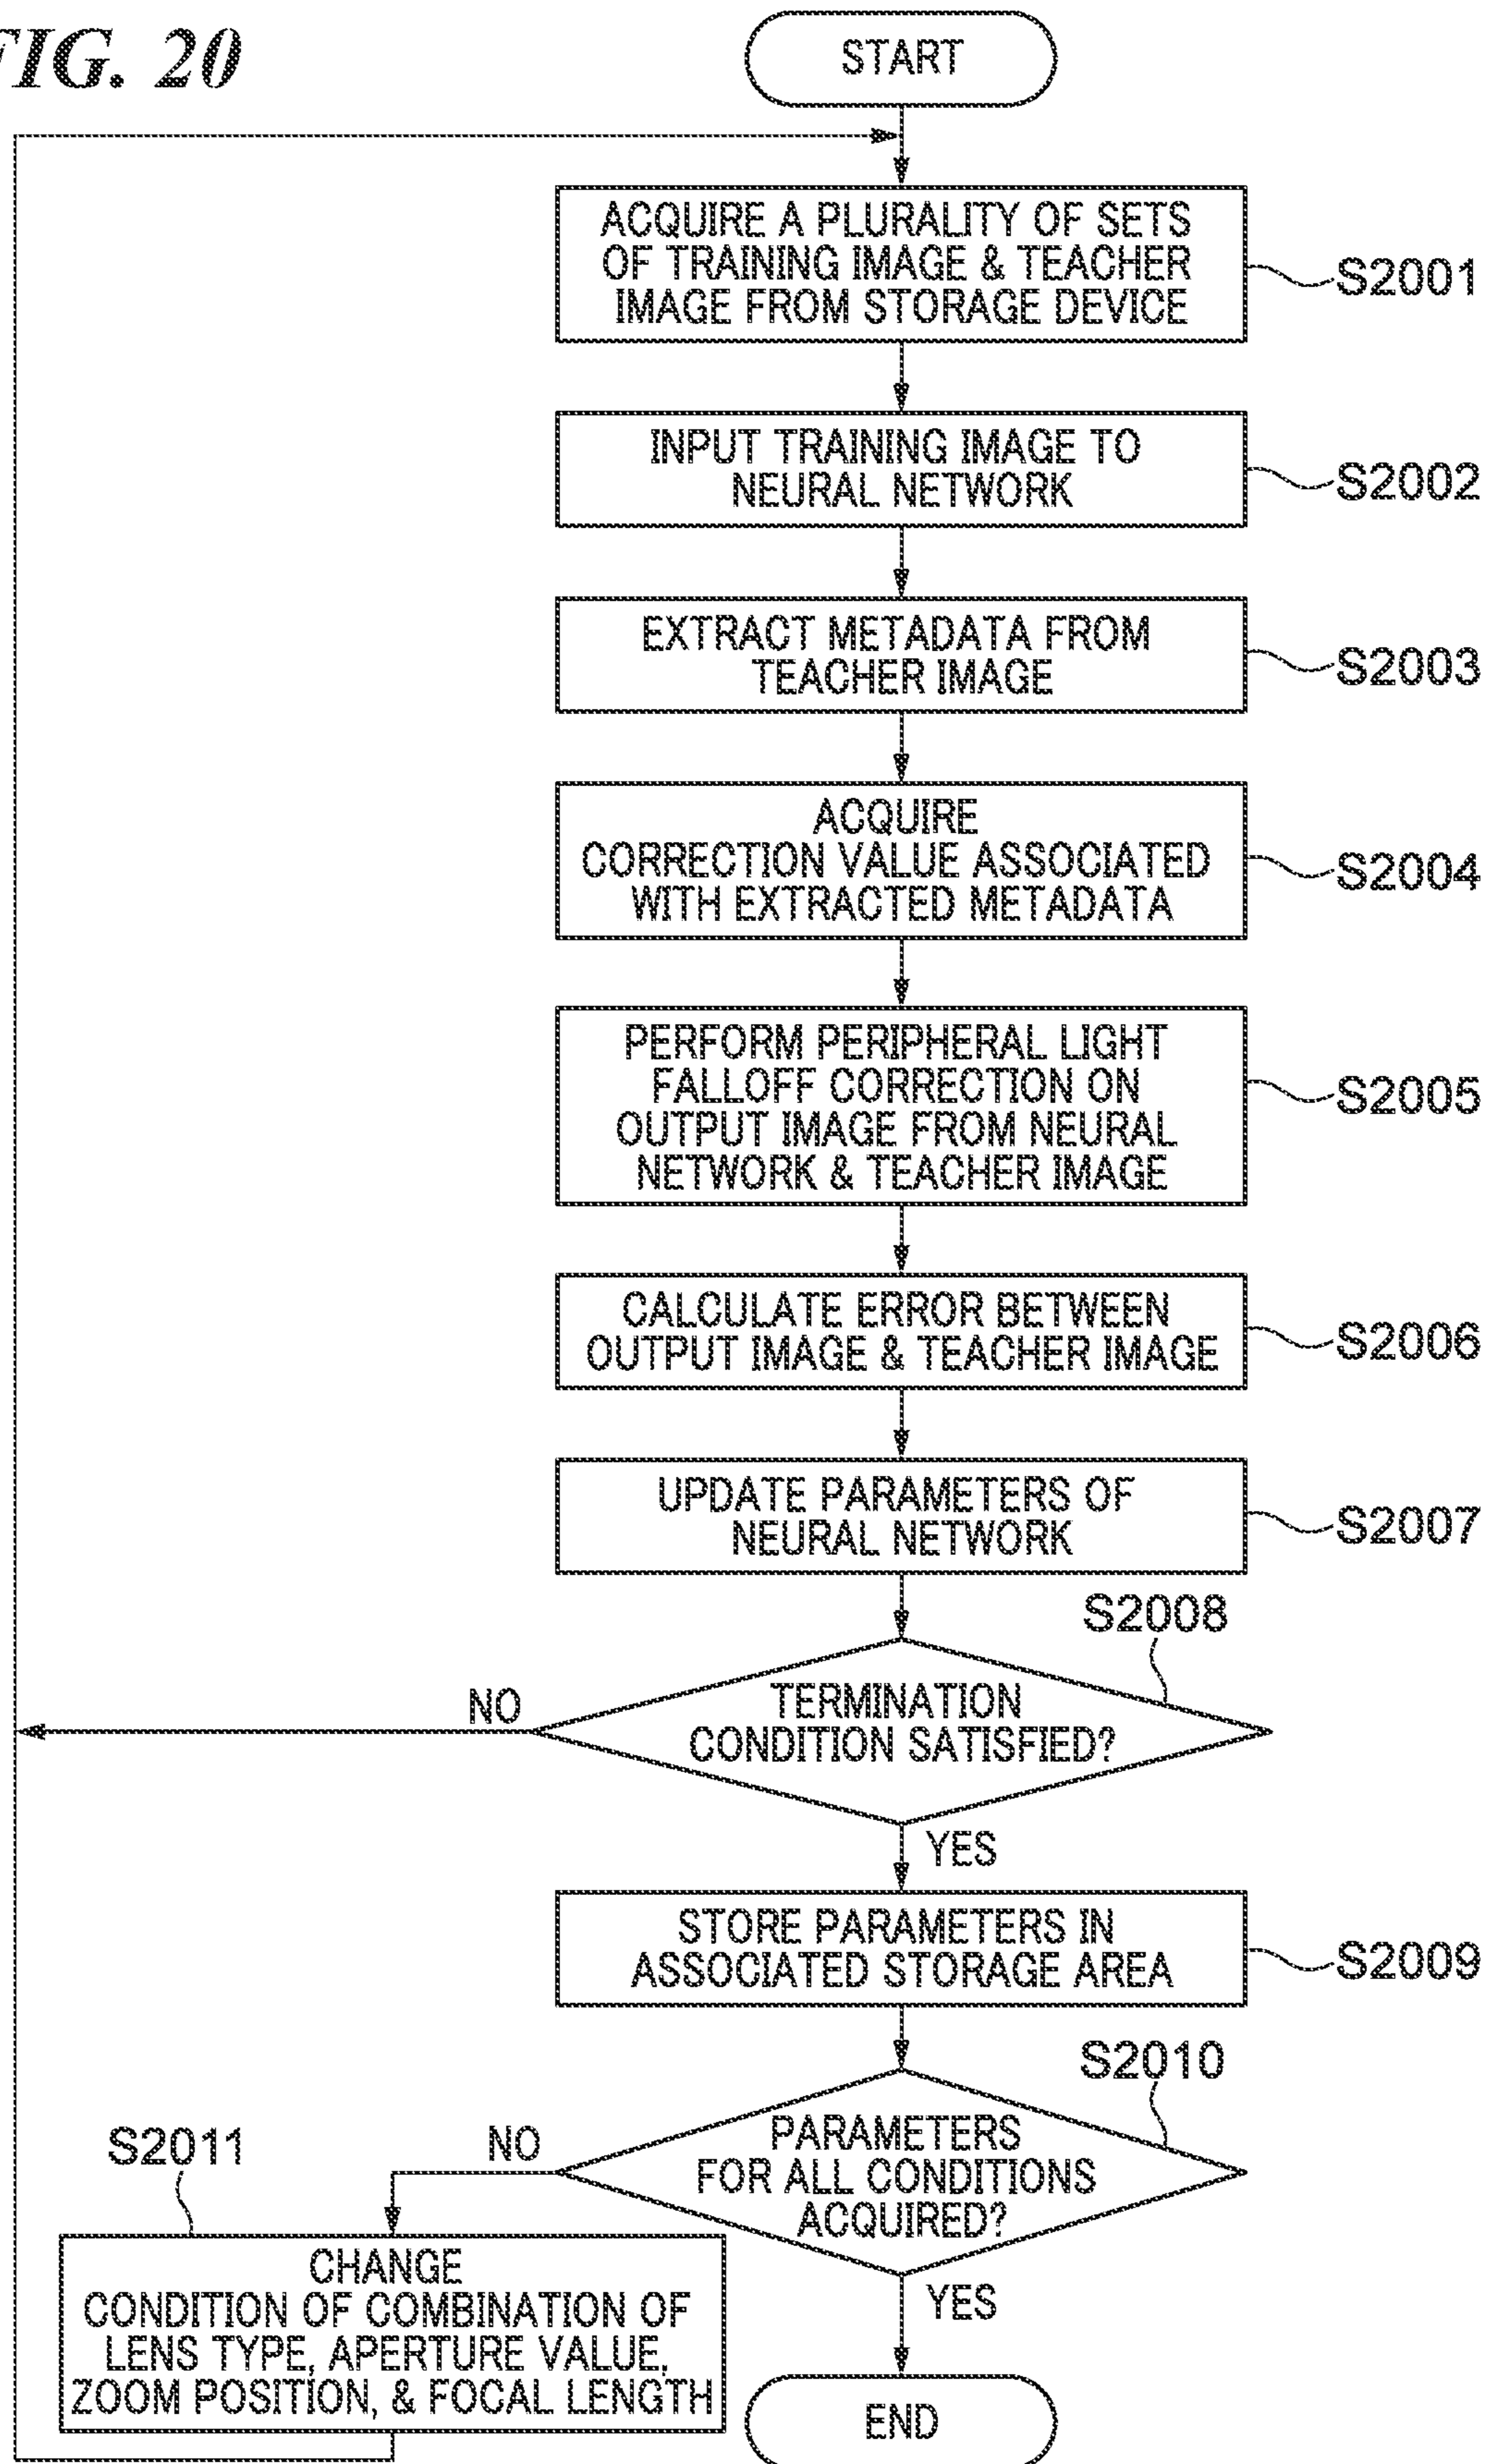 FIG. 20
START
ACQUIRE A PLURALITY OF SETS
OF TRAINING IMAGE & TEACHER
IMAGE FROM STORAGE DEVICE
S2001
INPUT TRAINING IMAGE TO
NEURAL NETWORK
S2002
EXTRACT METADATA FROM
TEACHER IMAGE
S2003
ACQUIRE
CORRECTION VALUE ASSOCIATED
WITH EXTRACTED METADATA
S2004
PERFORM PERIPHERAL LIGHT
FALLOFF CORRECTION ON
OUTPUT IMAGE FROM NEURAL
NETWORK & TEACHER IMAGE
S2005
CALCULATE ERROR BETWEEN
OUTPUT IMAGE & TEACHER IMAGE
S2006
UPDATE PARAMETERS OF
NEURAL NETWORK
S2007
S2008
NO
TERMINATION
CONDITION SATISFIED?
YES
STORE PARAMETERS IN
ASSOCIATED STORAGE AREA
S2009
S2010
PARAMETERS
FOR ALL CONDITIONS
ACQUIRED?
NO
S2011
CHANGE
CONDITION OF COMBINATION OF
LENS TYPE, APERTURE VALUE,
ZOOM POSITION, & FOCAL LENGTH
YES
END